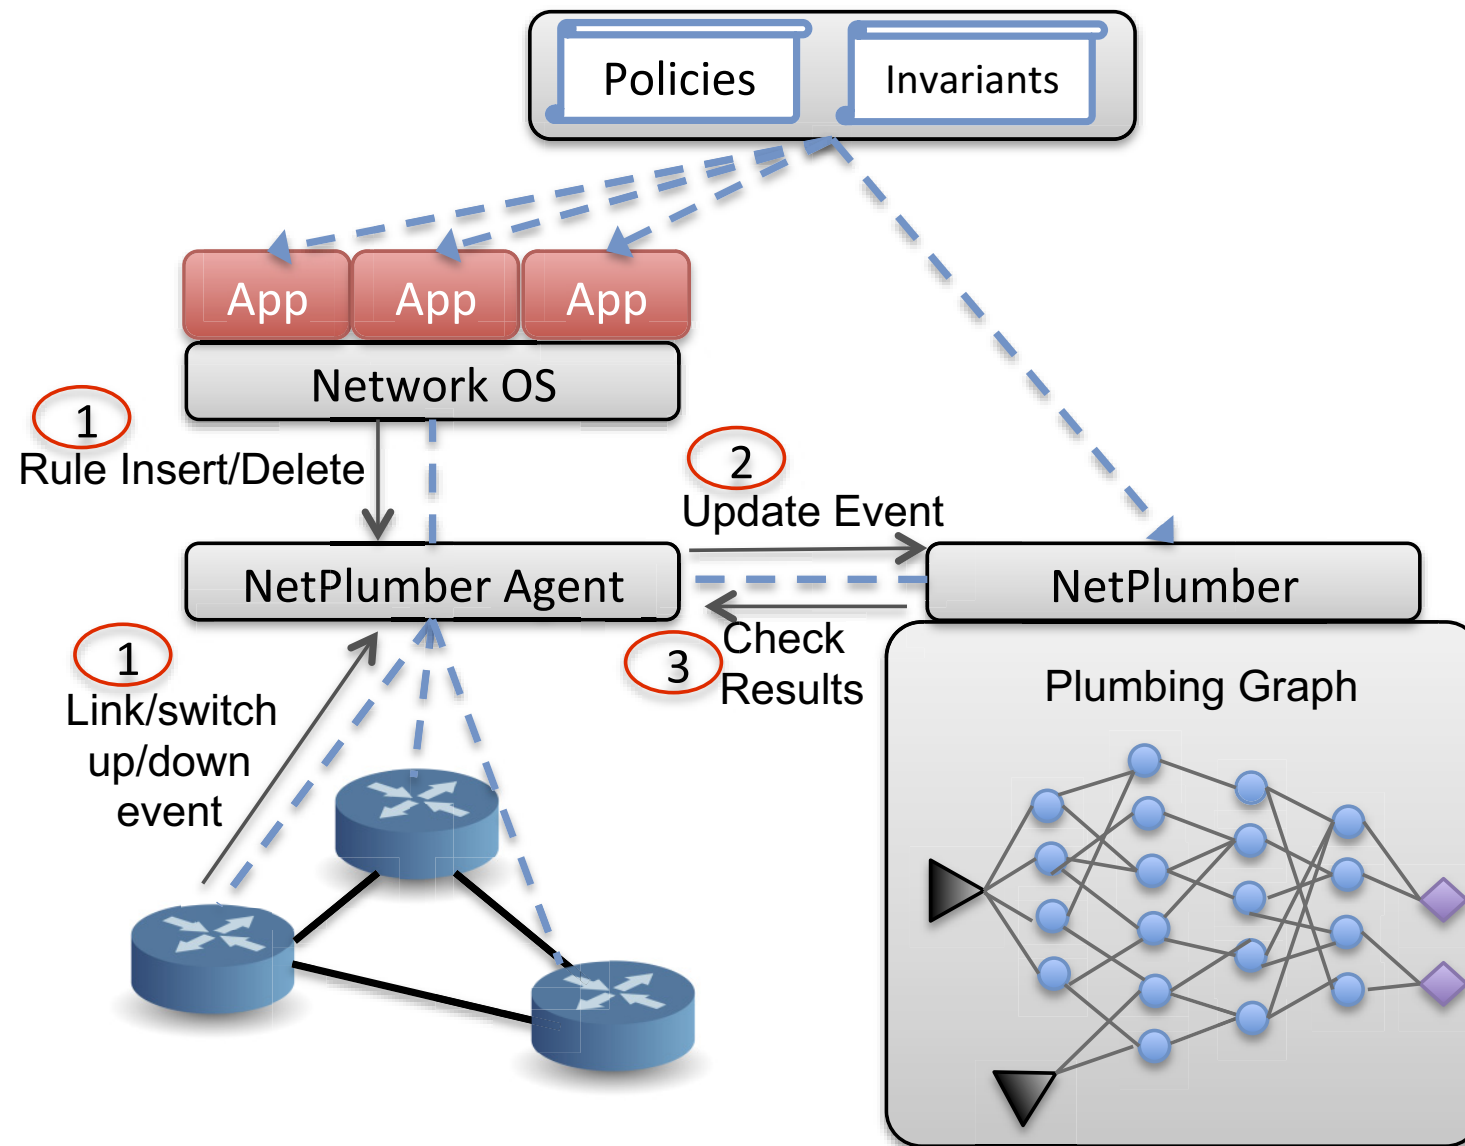 Policies
Invariants
App
App
App
Network OS
1
Rule Insert/Delete
2
Update Event
NetPlumber Agent
NetPlumber
1
Link/switch
up/down
event
3
Check
Results
Plumbing Graph